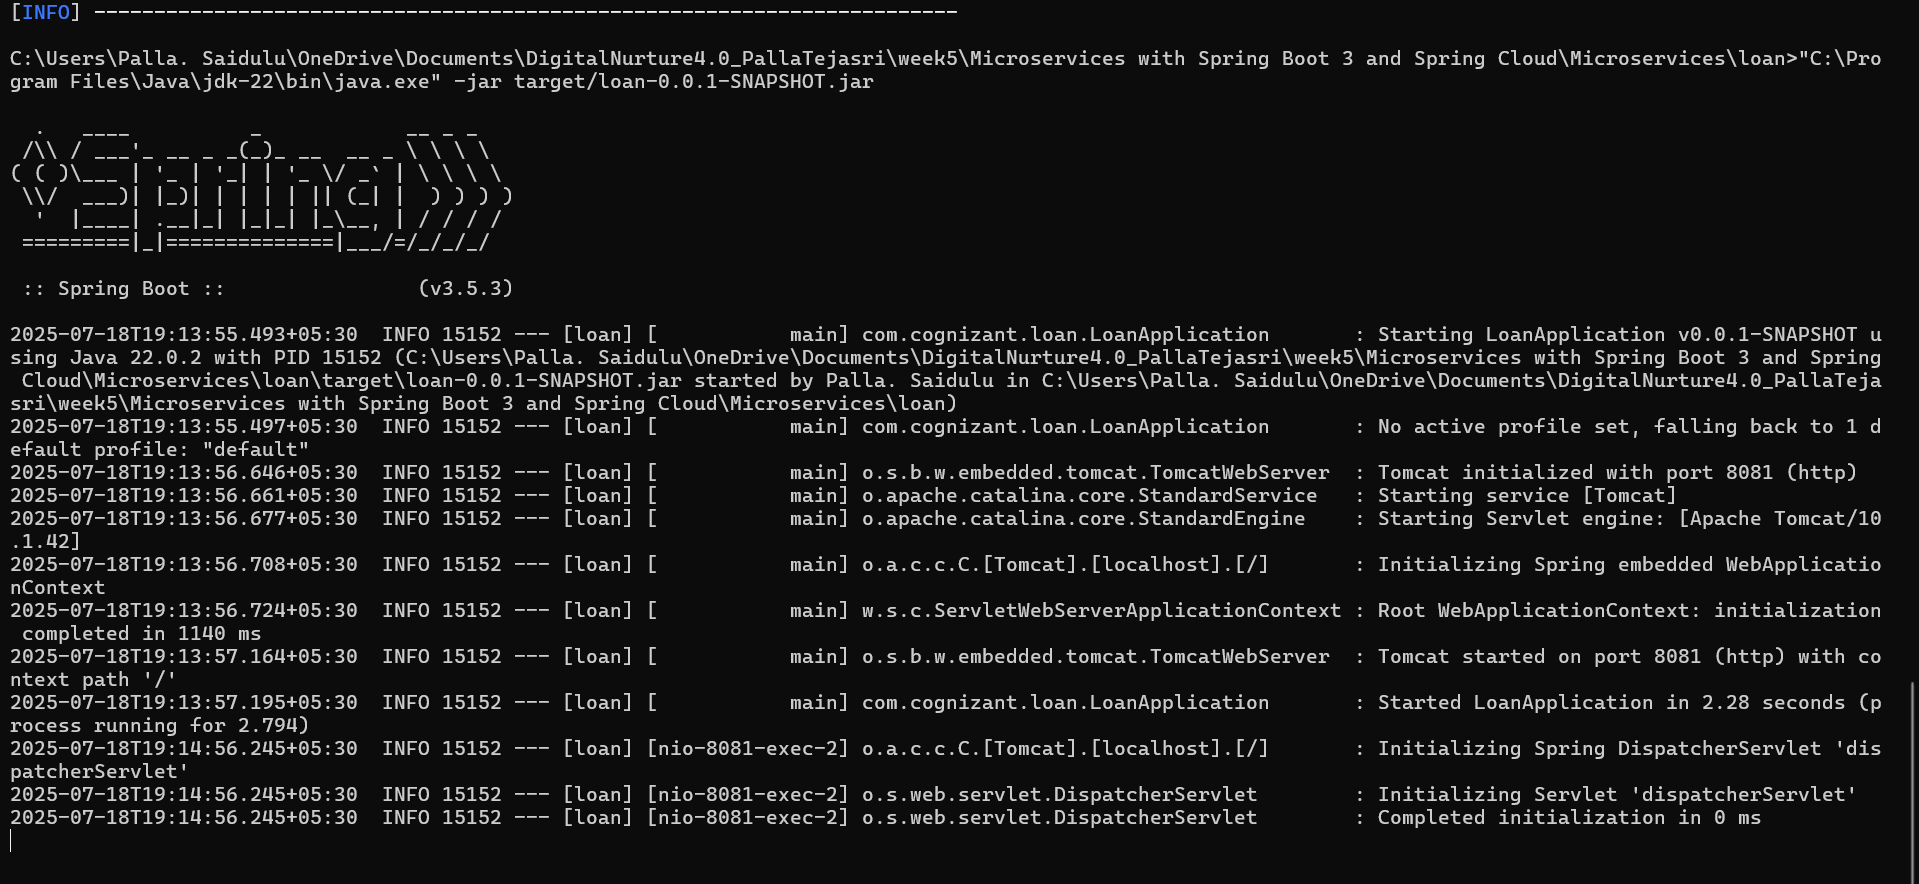 [INFO] ------------------------------------------------------------------------
C:\Users\Palla. Saidulu\OneDrive\Documents\DigitalNurture4.0_PallaTejasri\week5\Microservices with Spring Boot 3 and Spring Cloud\Microservices\loan>"C:\Pro
gram Files\Java\jdk-22\bin\java.exe" -jar target/loan-0.0.1-SNAPSHOT.jar
  .   ____          _            __ _ _
 /\\ / ___'_ __ _ _(_)_ __  __ _ \ \ \ \
( ( )\___ | '_ | '_| | '_ \/ _` | \ \ \ \
 \\/  ___)| |_)| | | | | || (_| |  ) ) ) )
  '  |____| .__|_| |_|_| |_\__, | / / / /
 =========|_|==============|___/=/_/_/_/
 :: Spring Boot ::                (v3.5.3)
2025-07-18T19:13:55.493+05:30  INFO 15152 --- [loan] [           main] com.cognizant.loan.LoanApplication       : Starting LoanApplication v0.0.1-SNAPSHOT u
sing Java 22.0.2 with PID 15152 (C:\Users\Palla. Saidulu\OneDrive\Documents\DigitalNurture4.0_PallaTejasri\week5\Microservices with Spring Boot 3 and Spring
 Cloud\Microservices\loan\target\loan-0.0.1-SNAPSHOT.jar started by Palla. Saidulu in C:\Users\Palla. Saidulu\OneDrive\Documents\DigitalNurture4.0_PallaTeja
sri\week5\Microservices with Spring Boot 3 and Spring Cloud\Microservices\loan)
2025-07-18T19:13:55.497+05:30  INFO 15152 --- [loan] [           main] com.cognizant.loan.LoanApplication       : No active profile set, falling back to 1 d
efault profile: "default"
2025-07-18T19:13:56.646+05:30  INFO 15152 --- [loan] [           main] o.s.b.w.embedded.tomcat.TomcatWebServer  : Tomcat initialized with port 8081 (http)
2025-07-18T19:13:56.661+05:30  INFO 15152 --- [loan] [           main] o.apache.catalina.core.StandardService   : Starting service [Tomcat]
2025-07-18T19:13:56.677+05:30  INFO 15152 --- [loan] [           main] o.apache.catalina.core.StandardEngine    : Starting Servlet engine: [Apache Tomcat/10
.1.42]
2025-07-18T19:13:56.708+05:30  INFO 15152 --- [loan] [           main] o.a.c.c.C.[Tomcat].[localhost].[/]       : Initializing Spring embedded WebApplicatio
nContext
2025-07-18T19:13:56.724+05:30  INFO 15152 --- [loan] [           main] w.s.c.ServletWebServerApplicationContext : Root WebApplicationContext: initialization
 completed in 1140 ms
2025-07-18T19:13:57.164+05:30  INFO 15152 --- [loan] [           main] o.s.b.w.embedded.tomcat.TomcatWebServer  : Tomcat started on port 8081 (http) with co
ntext path '/'
2025-07-18T19:13:57.195+05:30  INFO 15152 --- [loan] [           main] com.cognizant.loan.LoanApplication       : Started LoanApplication in 2.28 seconds (p
rocess running for 2.794)
2025-07-18T19:14:56.245+05:30  INFO 15152 --- [loan] [nio-8081-exec-2] o.a.c.c.C.[Tomcat].[localhost].[/]       : Initializing Spring DispatcherServlet 'dis
patcherServlet'
2025-07-18T19:14:56.245+05:30  INFO 15152 --- [loan] [nio-8081-exec-2] o.s.web.servlet.DispatcherServlet        : Initializing Servlet 'dispatcherServlet'
2025-07-18T19:14:56.245+05:30  INFO 15152 --- [loan] [nio-8081-exec-2] o.s.web.servlet.DispatcherServlet        : Completed initialization in 0 ms